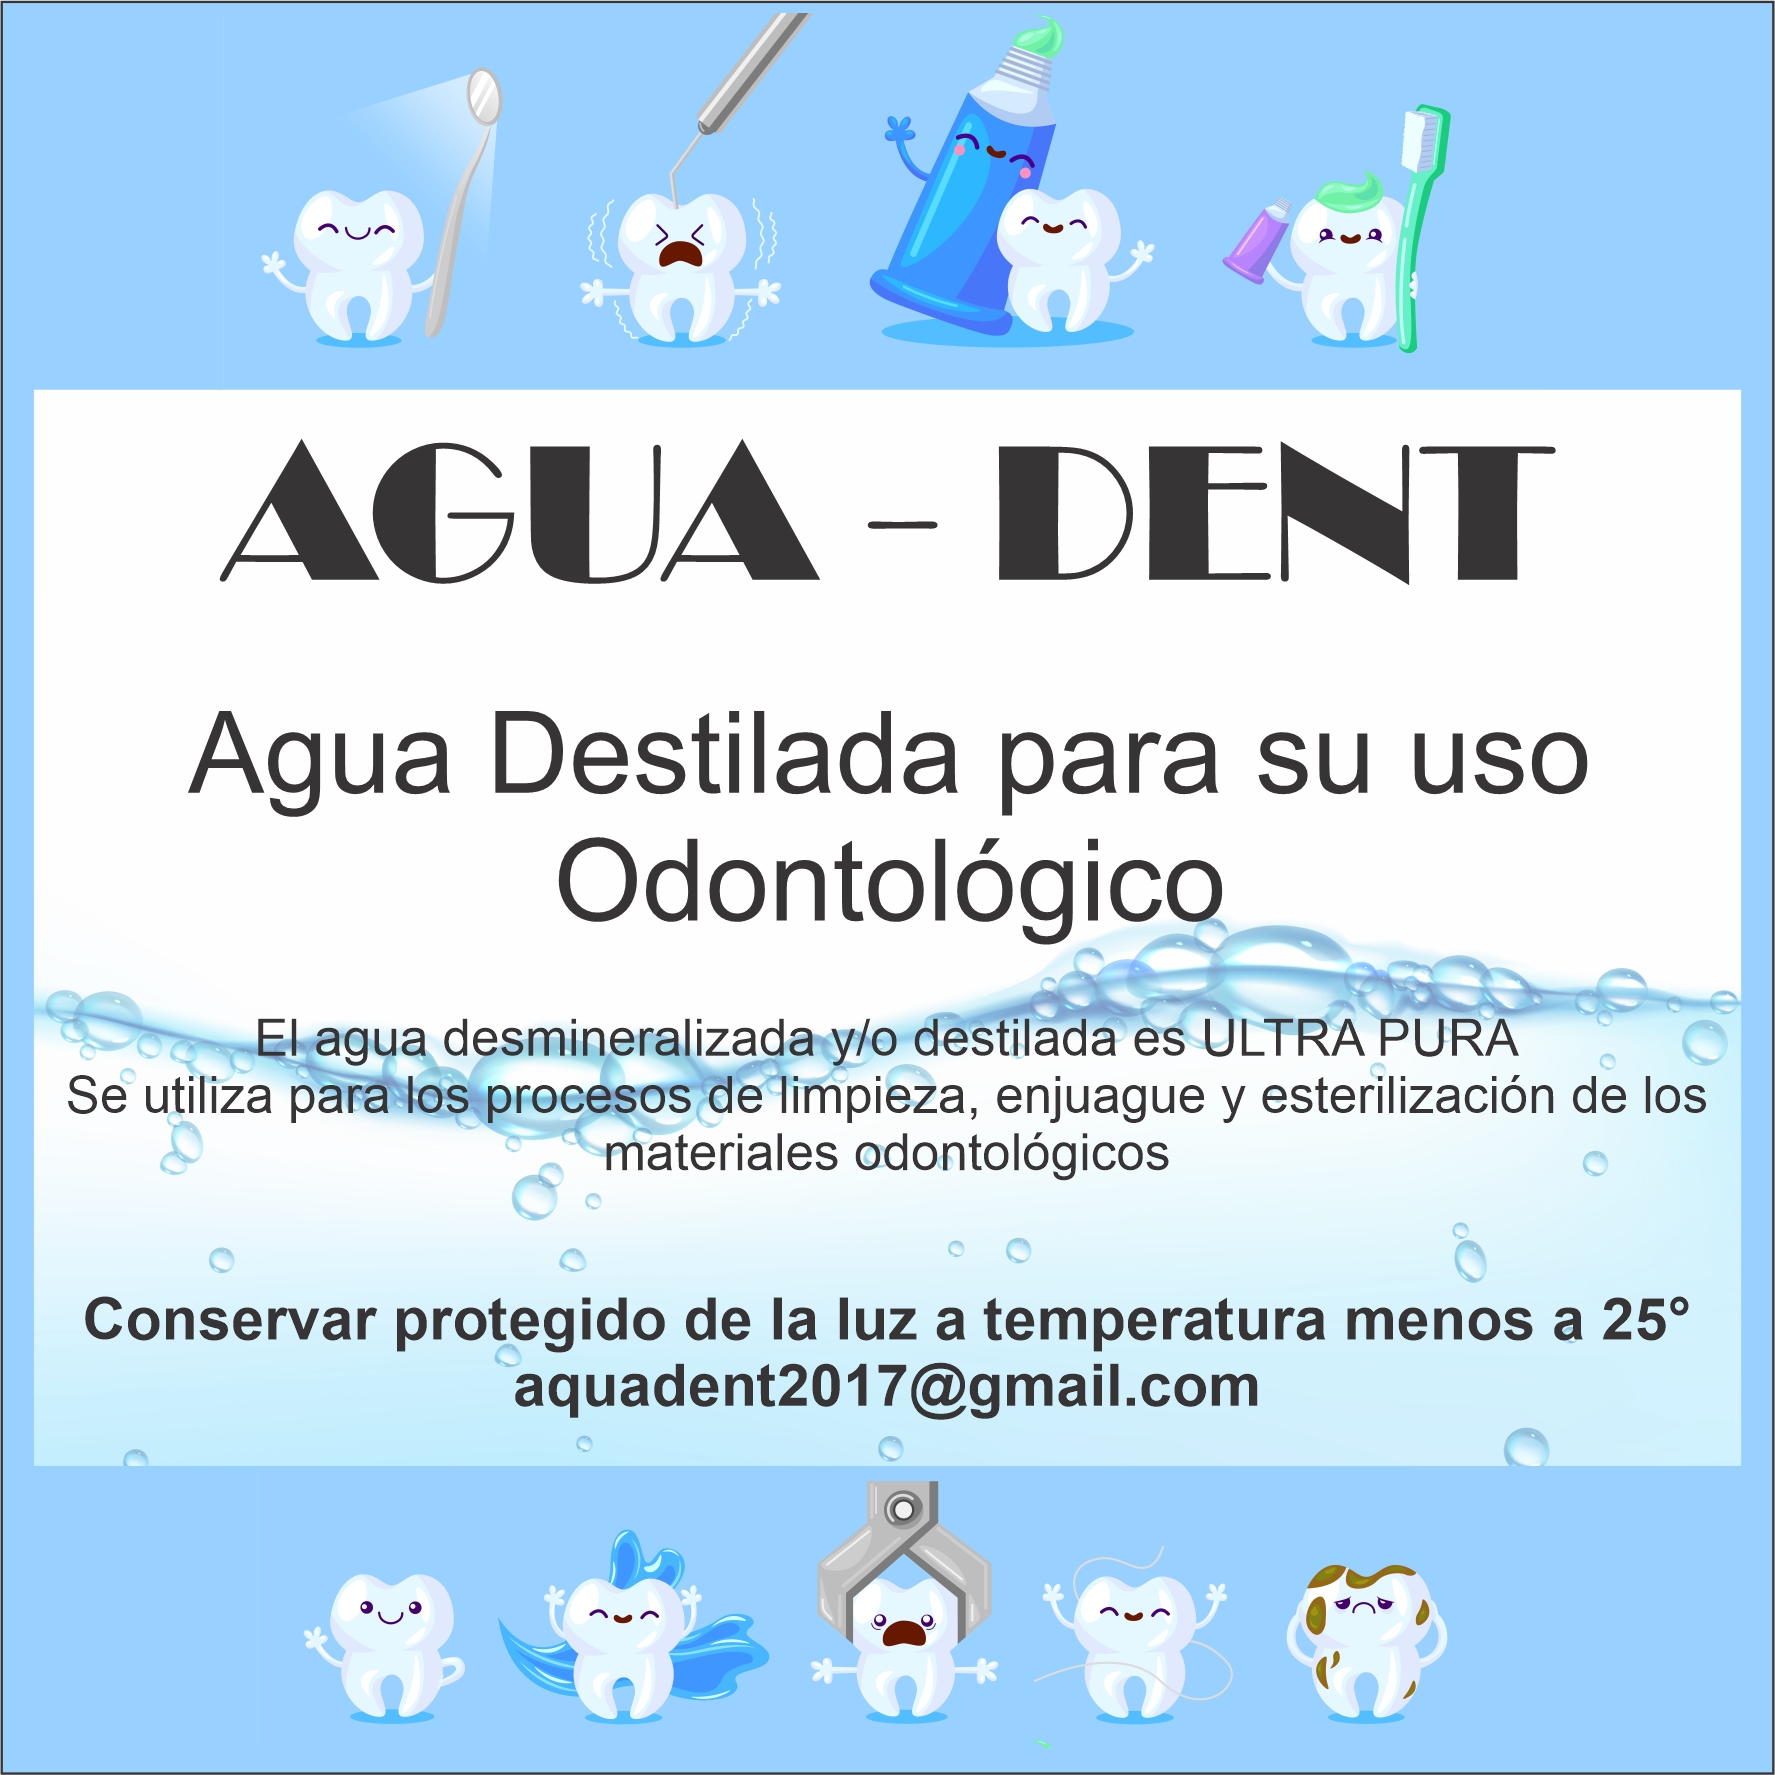 AGUA – DENT
Agua Destilada para su uso
Odontológico
El agua desmineralizada y/o destilada es ULTRA PURA
Se utiliza para los procesos de limpieza, enjuague y esterilización de los
materiales odontológicos
Conservar protegido de la luz a temperatura menos a 25°
aquadent2017@gmail.com